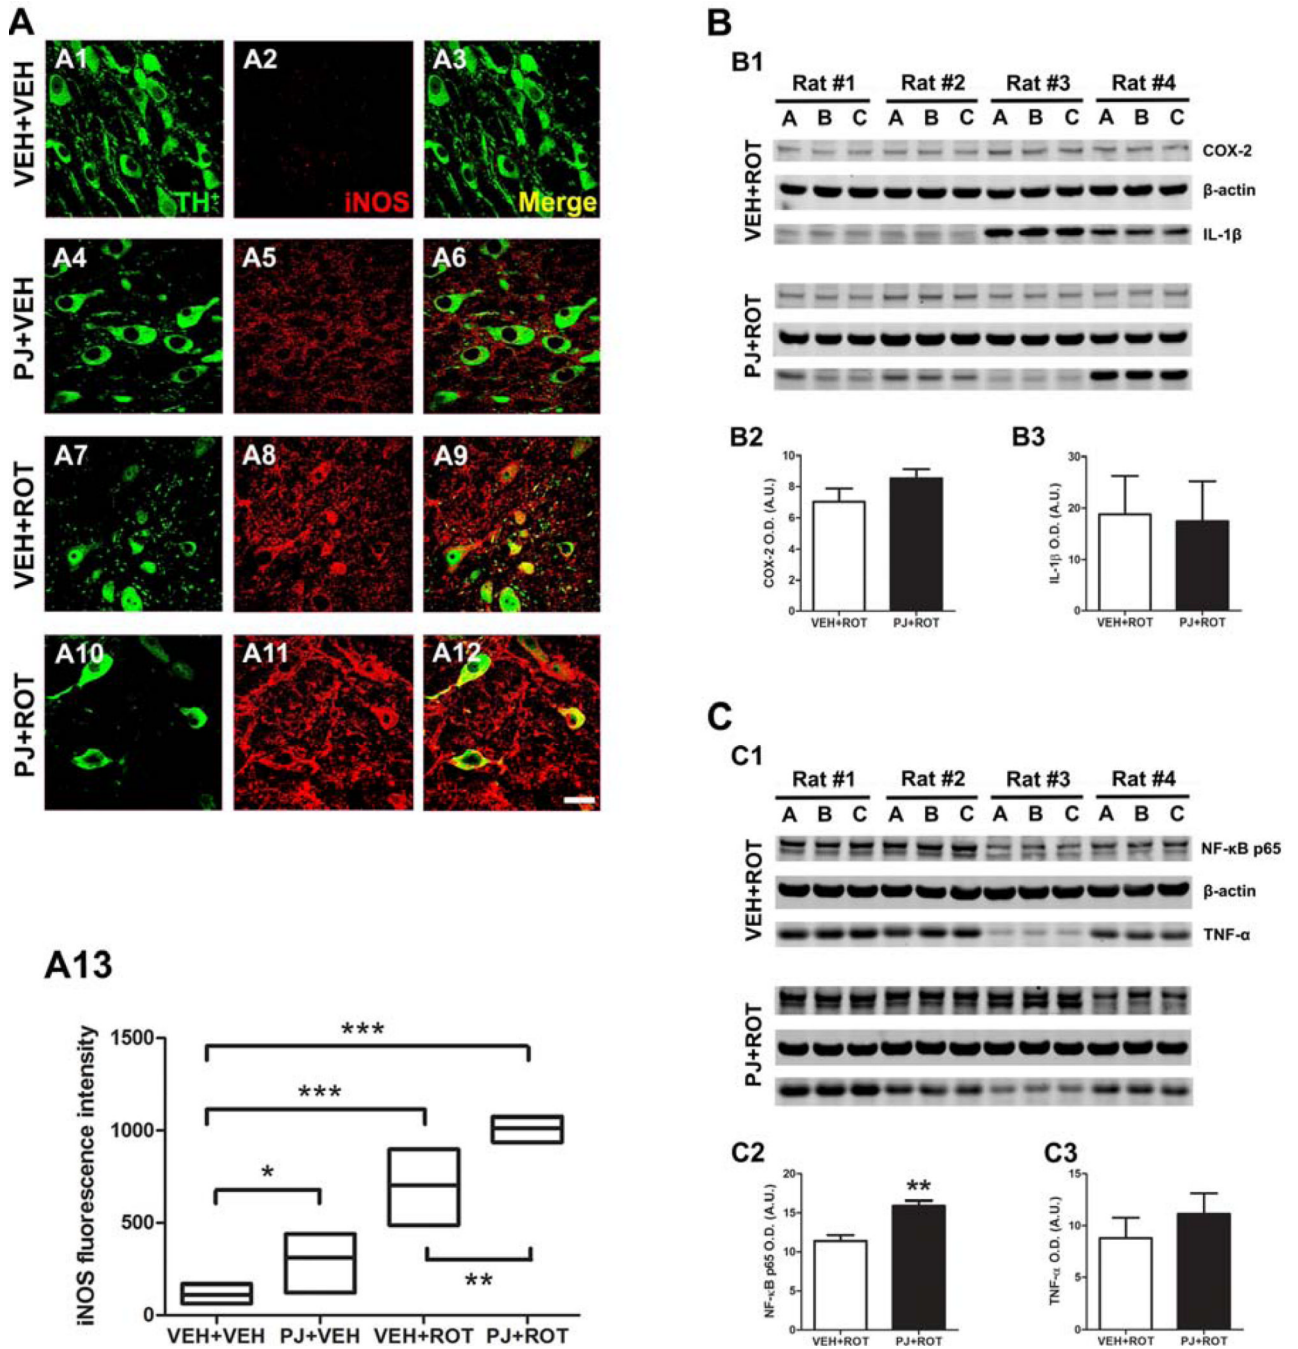 A
VEH+VEH
A1
TH+
A2
iNOS
A3
Merge
PJ+VEH
A4
A5
A6
VEH+ROT
A7
A8
A9
PJ+ROT
A10
A11
A12
A13
iNOS fluorescence intensity
1500
1000
500
0
***
***
*
**
VEH+VEH PJ+VEH VEH+ROT PJ+ROT
B
B1
Rat #1 Rat #2 Rat #3 Rat #4
A B C A B C A B C A B C
VEH+ROT
COX-2
β-actin
IL-1β
PJ+ROT
B2
COX-2 O.D. (A.U.)
10
8
6
4
2
0
VEH+ROT PJ+ROT
B3
IL-1β O.D. (A.U.)
30
20
10
0
VEH+ROT PJ+ROT
C
C1
Rat #1 Rat #2 Rat #3 Rat #4
A B C A B C A B C A B C
VEH+ROT
NF-κB p65
β-actin
TNF-α
PJ+ROT
C2
NF-κB p65 O.D. (A.U.)
20
15
10
5
0
**
VEH+ROT PJ+ROT
C3
TNF-α O.D. (A.U.)
15
10
5
0
VEH+ROT PJ+ROT